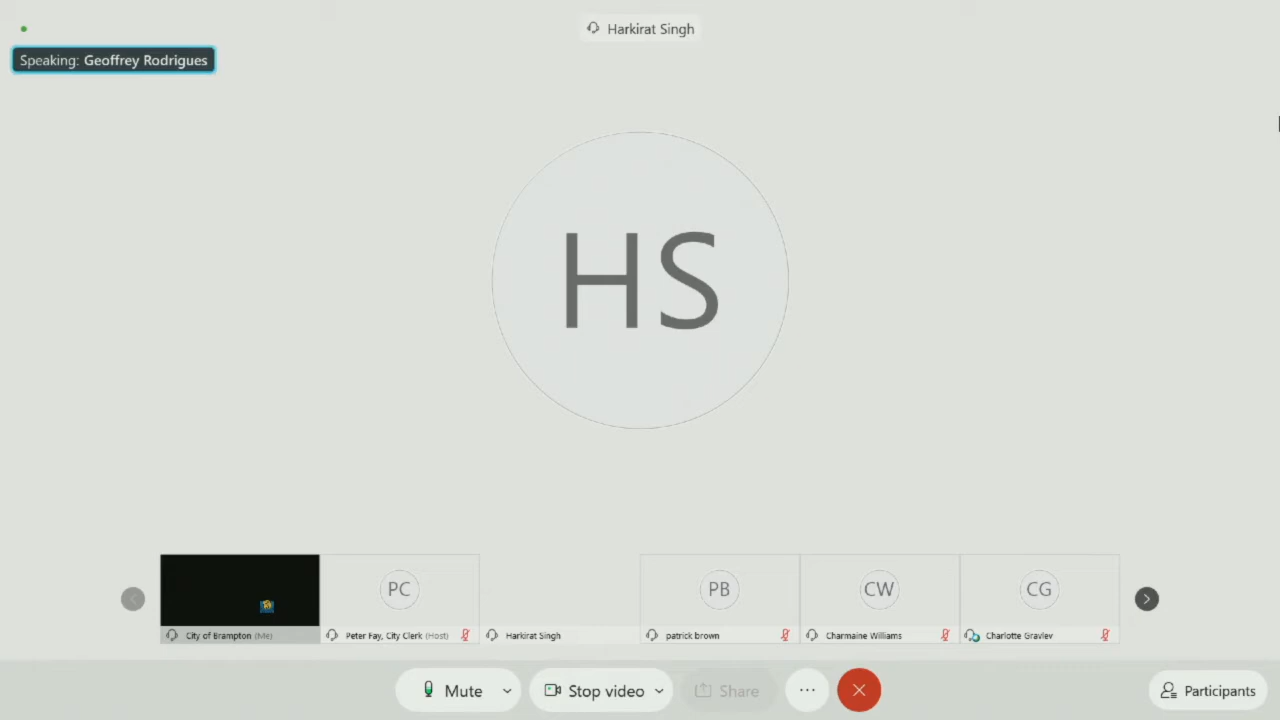 Harkirat Singh
Speaking: Geoffrey Rodrigues
HS
PC
PB
CW
CG
City of Brampton (Me)
Peter Fay, City Clerk (Host)
Harkirat Singh
patrick brown
Charmaine Williams
Charlotte Gravlev
Mute
Stop video
Share
Participants